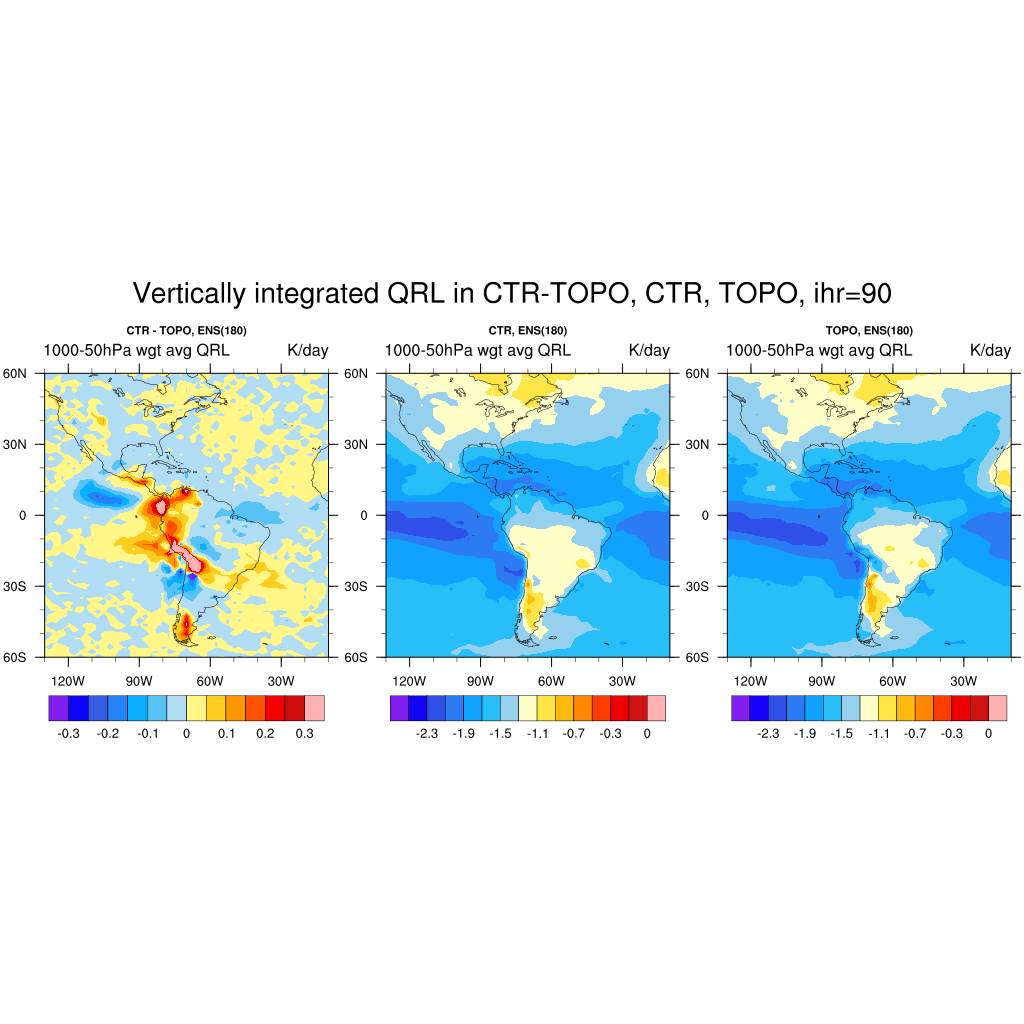 Vertically integrated QRL in CTR-TOPO, CTR, TOPO, ihr=90
CTR - TOPO, ENS(180)
1000-50hPa wgt avg QRL K/day
60N
30N
0
30S
60S
120W 90W 60W 30W
-0.3 -0.2 -0.1 0 0.1 0.2 0.3
CTR, ENS(180)
1000-50hPa wgt avg QRL K/day
60N
30N
0
30S
60S
120W 90W 60W 30W
-2.3 -1.9 -1.5 -1.1 -0.7 -0.3 0
TOPO, ENS(180)
1000-50hPa wgt avg QRL K/day
60N
30N
0
30S
60S
120W 90W 60W 30W
-2.3 -1.9 -1.5 -1.1 -0.7 -0.3 0